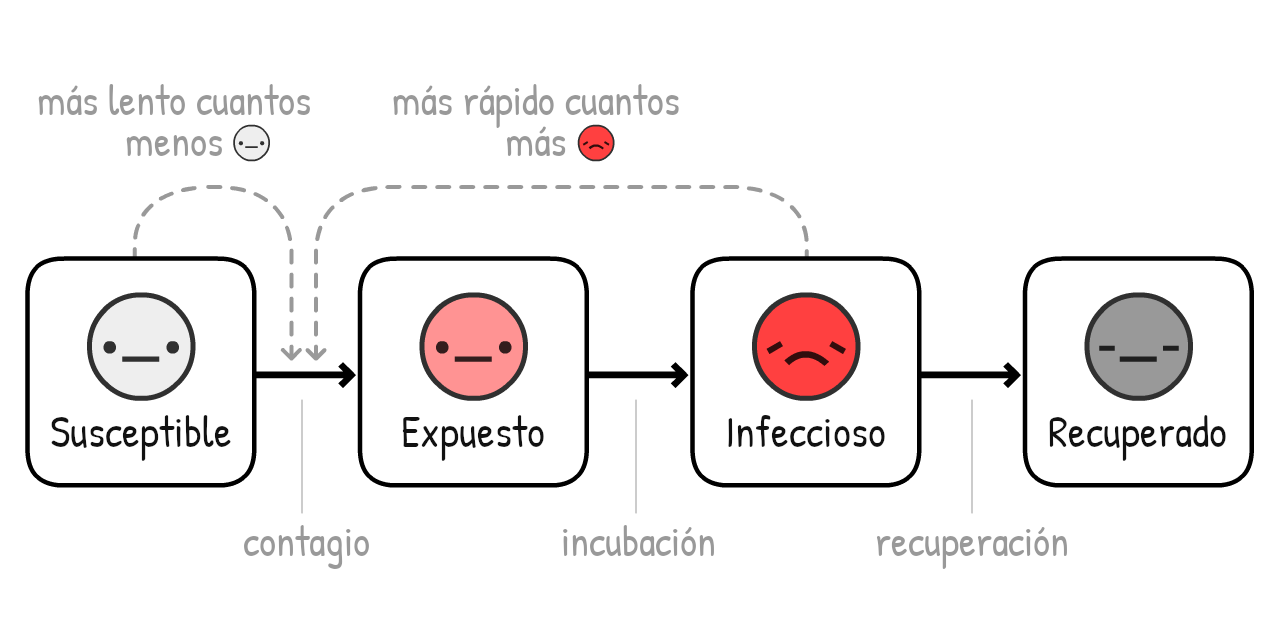 más lento cuantos
menos
más rápido cuantos
más
Susceptible
Expuesto
Infeccioso
Recuperado
contagio
incubación
recuperación